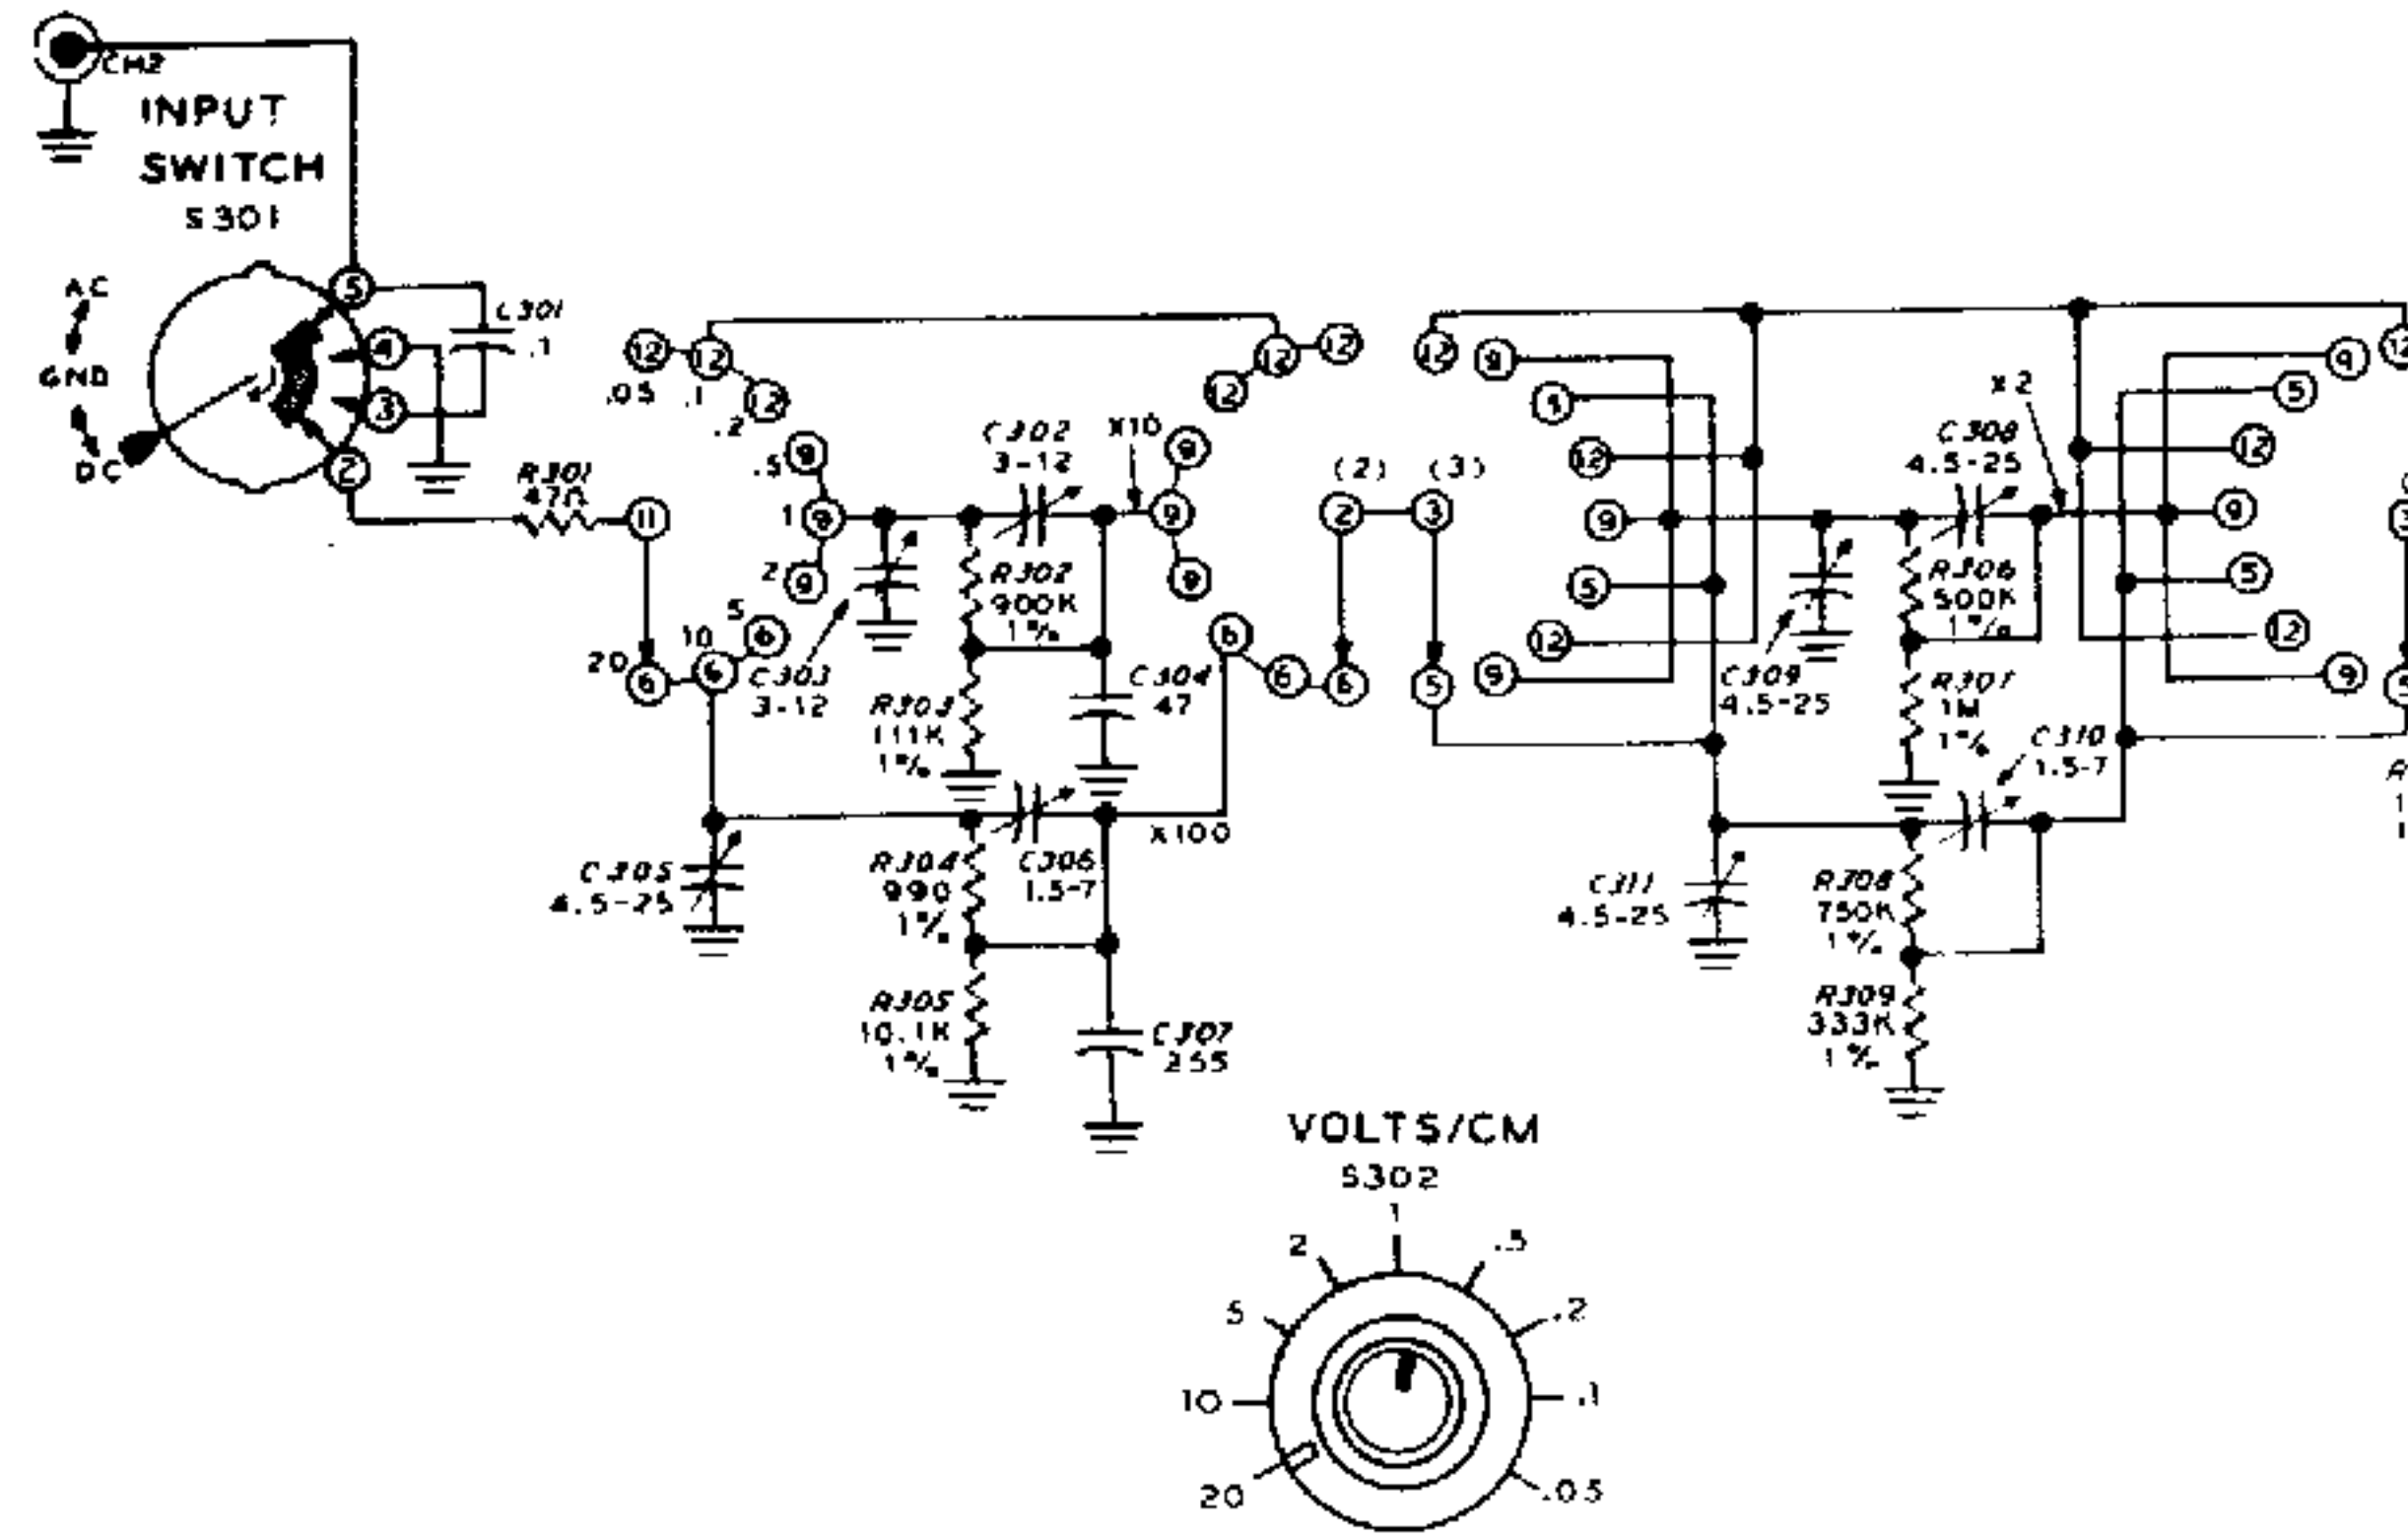 CH2
INPUT
SWITCH
S301
AC
GND
DC
5
4
3
2
C301
.1
R301
47Ω
11
12
12
12
.05
.1
.2
.5
9
1
9
2
9
5
6
10
6
20
6
C302
3-12
X10
R302
900K
1%
C303
3-12
R303
111K
1%
C304
47
12
12
12
9
9
9
6
6
6
X100
C305
4.5-25
R304
990
1%
C306
1.5-7
R305
10.1K
1%
C307
255
(2)
(3)
2
3
5
12
9
12
9
5
12
9
C308
4.5-25
X2
R306
500K
1%
C309
4.5-25
R307
1M
1%
C310
1.5-7
C311
4.5-25
R308
750K
1%
R309
333K
1%
9
5
12
9
5
12
9
VOLTS/CM
S302
1
2
.5
5
.2
10
.1
20
.05